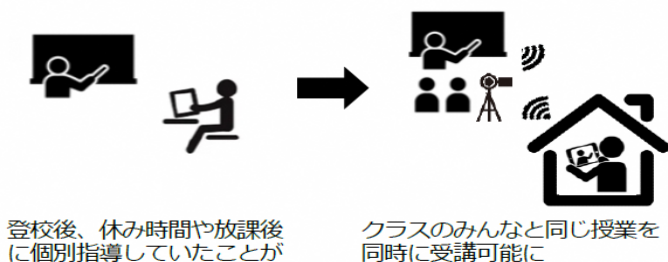 登校後、休み時間や放課後
に個別指導していたことが
クラスのみんなと同じ授業を
同時に受講可能に